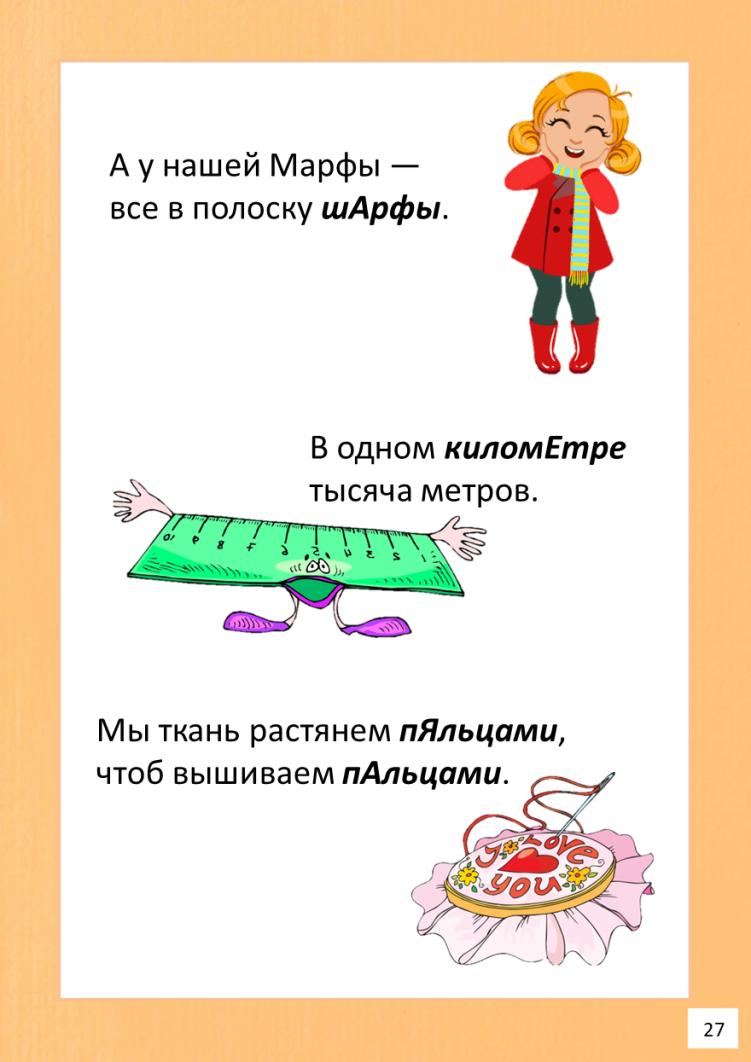 А у нашей Марфы —
все в полоску шАрфы.
В одном киломЕтре
тысяча метров.
Мы ткань растянем пЯльцами,
чтоб вышиваем пАльцами.
I LOVE
you
27